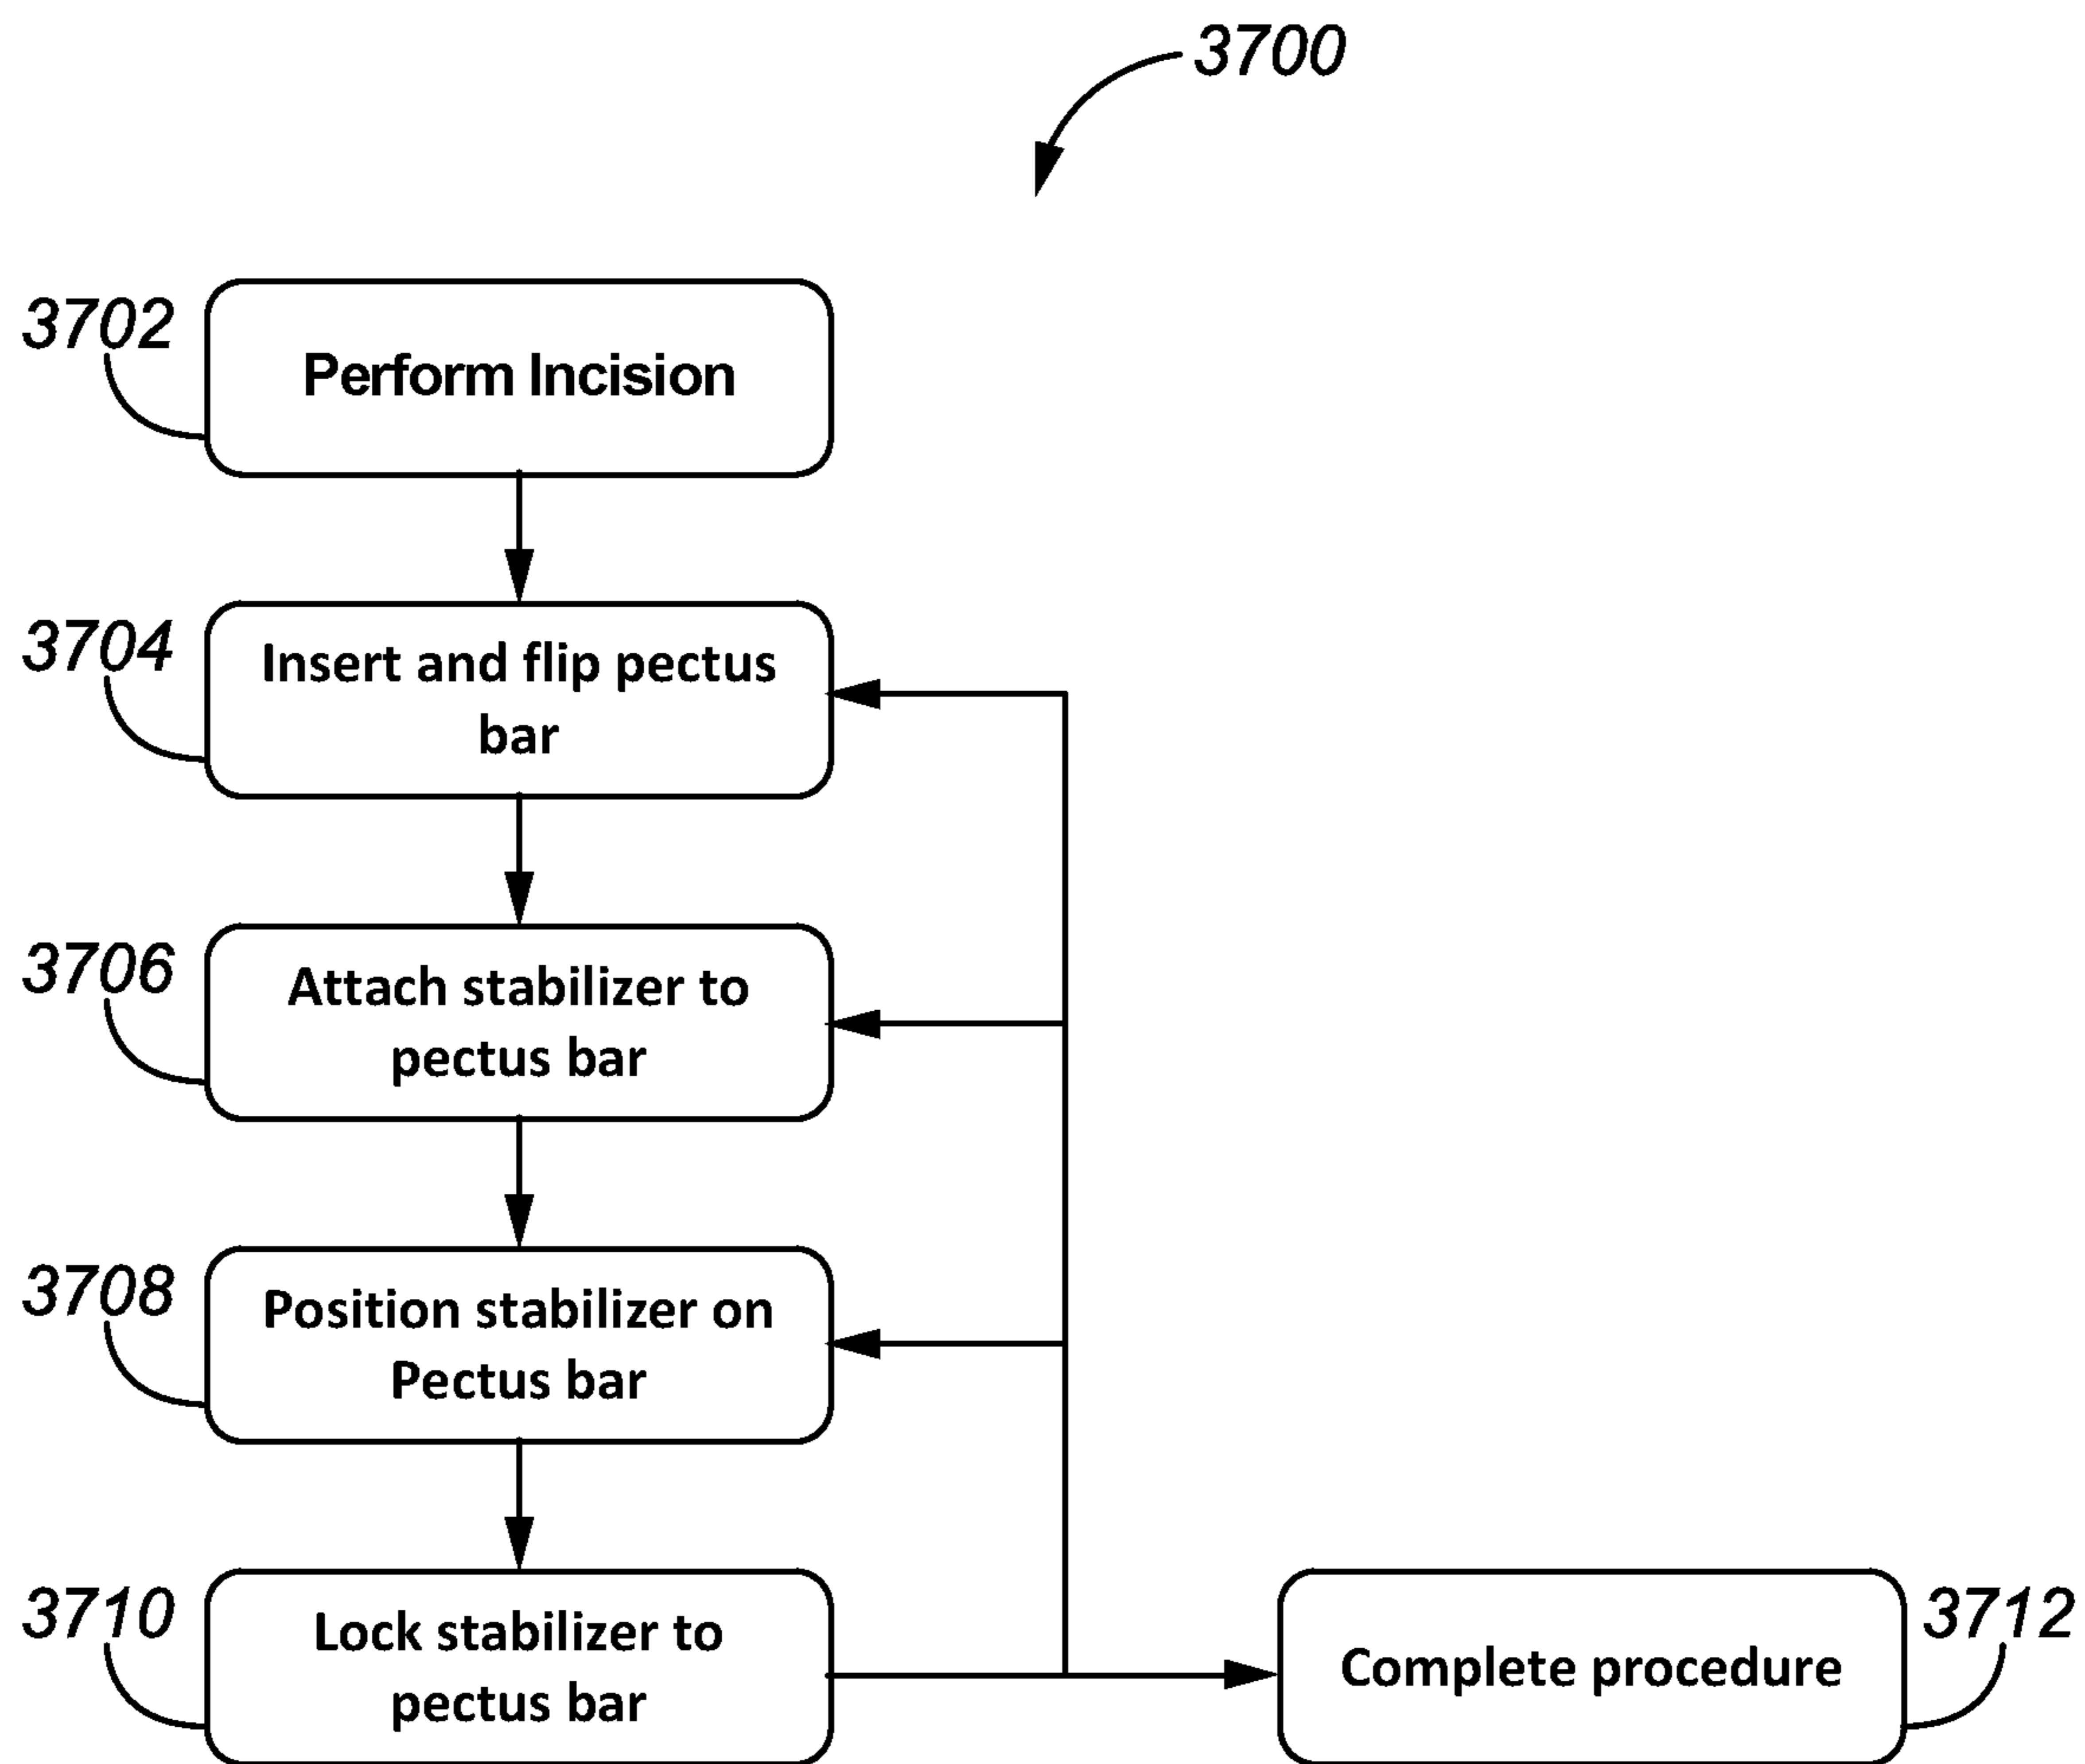 3700
3702
Perform Incision
3704
Insert and flip pectus
bar
3706
Attach stabilizer to
pectus bar
3708
Position stabilizer on
Pectus bar
3710
Lock stabilizer to
pectus bar
Complete procedure
3712